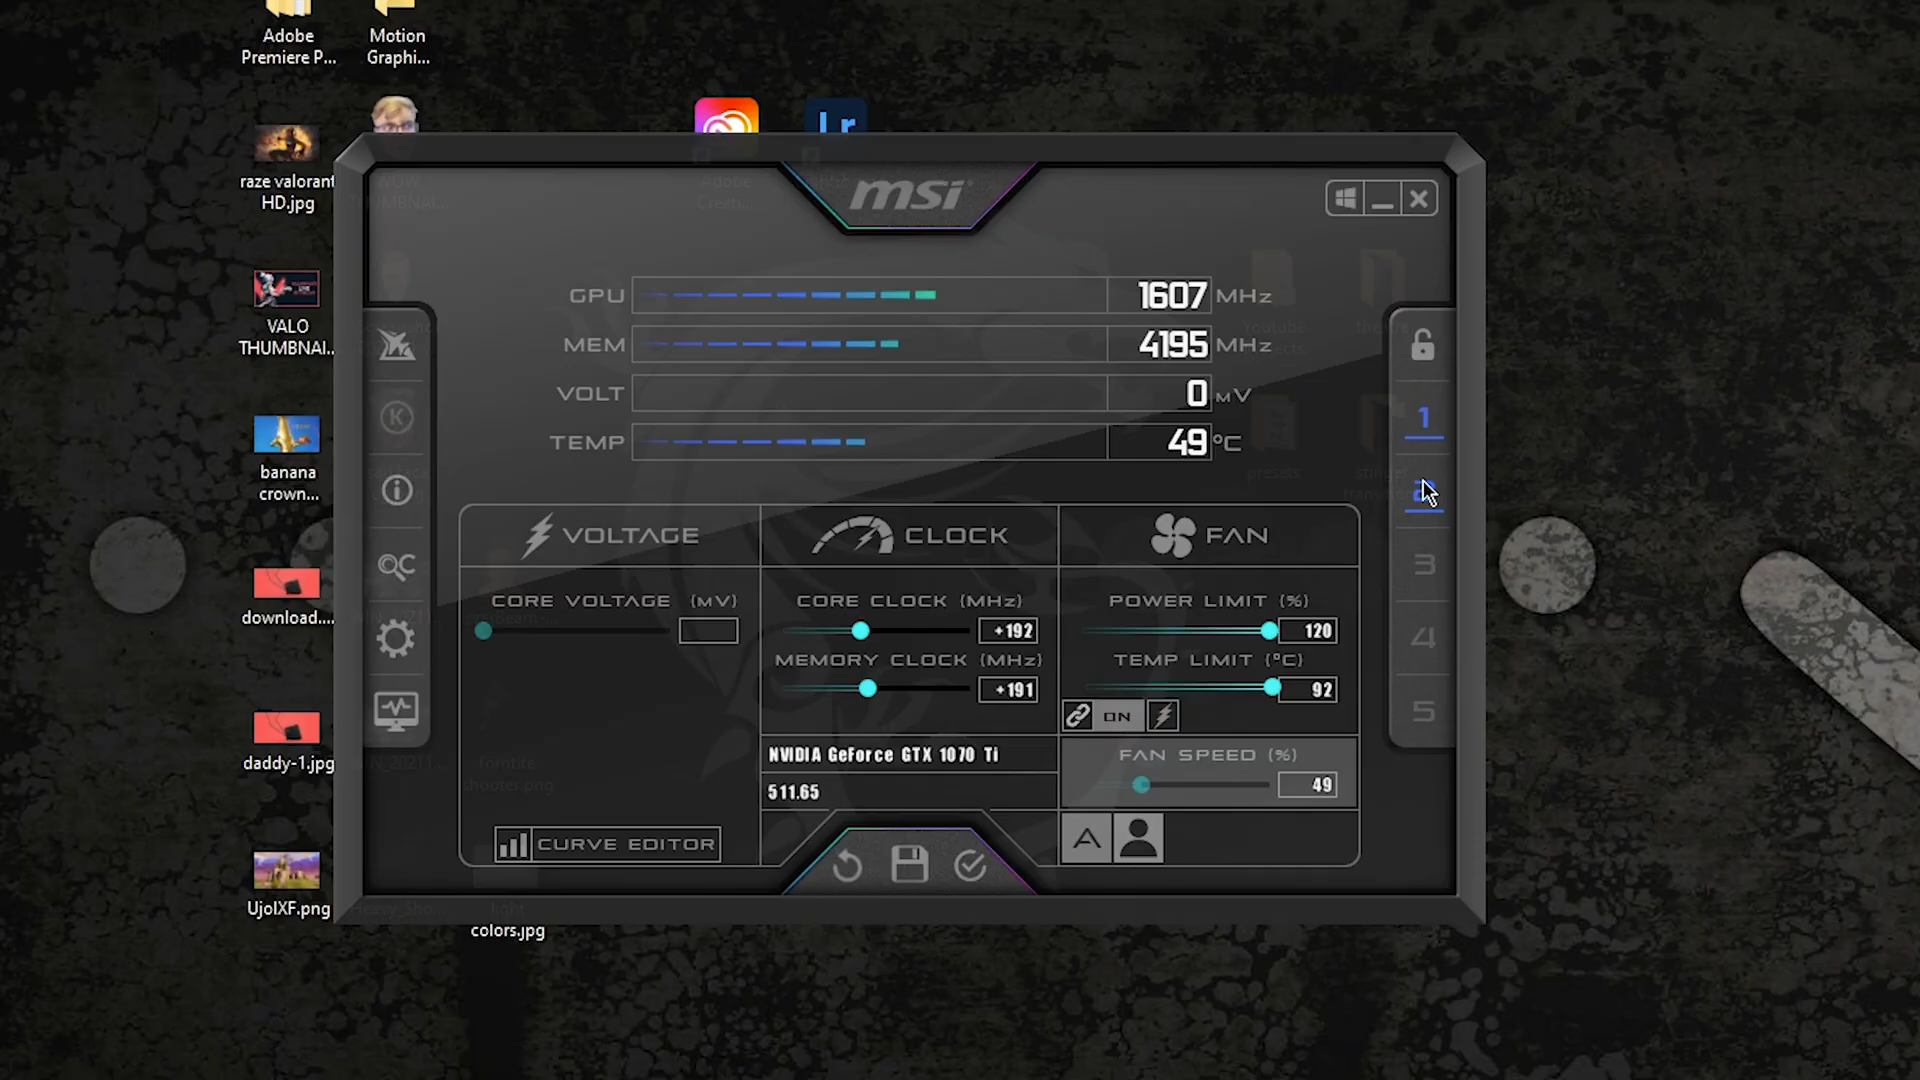 Adobe
Premiere P...
Motion
Graphi...
Lr
raze valorant
HD.jpg
VALO
THUMBNAI...
banana
crown...
download....
daddy-1.jpg
UjolXF.png
colors.jpg
msi
GPU 1607 MHz
MEM 4195 MHz
VOLT 0 mV
TEMP 49 °C
K
1
2
3
4
5
VOLTAGE
CLOCK
FAN
CORE VOLTAGE (MV)
CORE CLOCK (MHz)
+192
MEMORY CLOCK (MHz)
+191
POWER LIMIT (%)
120
TEMP LIMIT (°C)
92
ON
NVIDIA GeForce GTX 1070 Ti
511.65
FAN SPEED (%)
49
A
CURVE EDITOR